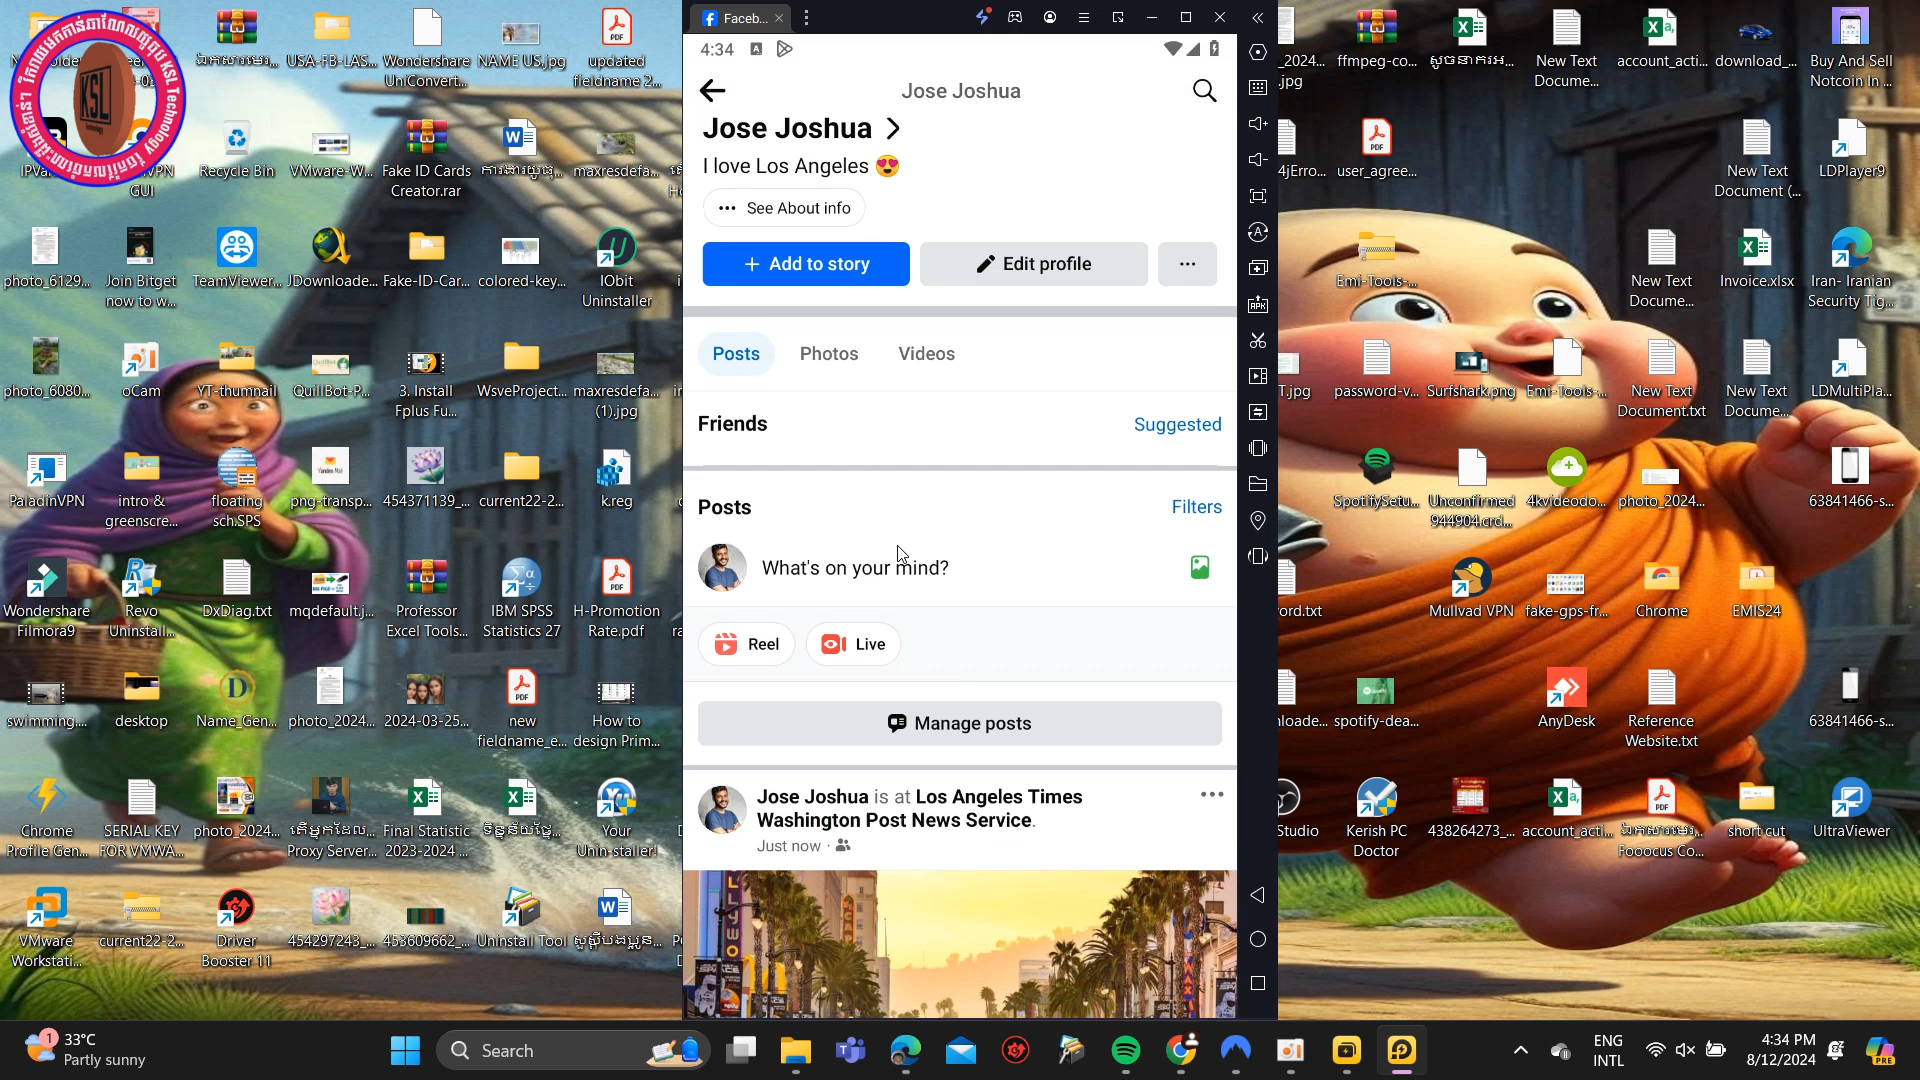 Faceb...
4:34
Jose Joshua
Jose Joshua
I love Los Angeles 😍
See About info
Add to story
Edit profile
Posts
Photos
Videos
Friends
Suggested
Posts
Filters
What's on your mind?
Reel
Live
Manage posts
Jose Joshua is at Los Angeles Times
Washington Post News Service.
Just now
KSL
Technology
USA-FB-LAS...
Wondershare
UniConvert...
NAME US.jpg
updated
fieldname 2...
GUI
Recycle Bin
VMware-W...
Fake ID Cards
Creator.rar
maxresdefa...
photo_6129...
Join Bitget
now to w...
TeamViewer...
JDownloade...
Fake-ID-Car...
colored-key...
IObit
Uninstaller
photo_6080...
oCam
YT-thumnail
QuillBot-P...
3. Install
Fplus Fu...
WsveProject...
maxresdefa...
(1).jpg
PaladinVPN
intro &
greenscre...
floating
sch.SPS
png-transp...
454371139_...
current22-2...
k.reg
Wondershare
Filmora9
Revo
Uninstall...
DxDiag.txt
mqdefault.j...
Professor
Excel Tools...
IBM SPSS
Statistics 27
H-Promotion
Rate.pdf
swimming....
desktop
Name_Gen...
photo_2024...
2024-03-25...
new
fieldname_e...
How to
design Prim...
Chrome
Profile Gen...
SERIAL KEY
FOR VMWA...
photo_2024...
Proxy Server...
Final Statistic
2023-2024 ...
Your
Unin-staller!
VMware
Workstati...
current22-2...
Driver
Booster 11
454297243_...
453609662_...
Uninstall Tool
_2024...
.jpg
ffmpeg-co...
New Text
Docume...
account_acti...
download_...
Buy And Sell
Notcoin In ...
4jErro...
user_agree...
New Text
Document (...
LDPlayer9
Emi-Tools-...
New Text
Docume...
Invoice.xlsx
Iran- Iranian
Security Tig...
T.jpg
password-v...
Surfshark.png
Emi-Tools-...
New Text
Document.txt
New Text
Docume...
LDMultiPla...
SpotifySetu...
Unconfirmed
944904.crd...
4kvideodo...
photo_2024...
63841466-s...
ord.txt
Mullvad VPN
fake-gps-fr...
Chrome
EMIS24
nloade...
spotify-dea...
AnyDesk
Reference
Website.txt
63841466-s...
Studio
Kerish PC
Doctor
438264273_...
account_acti...
Fooocus Co...
short cut
UltraViewer
33°C
Partly sunny
Search
ENG
INTL
4:34 PM
8/12/2024